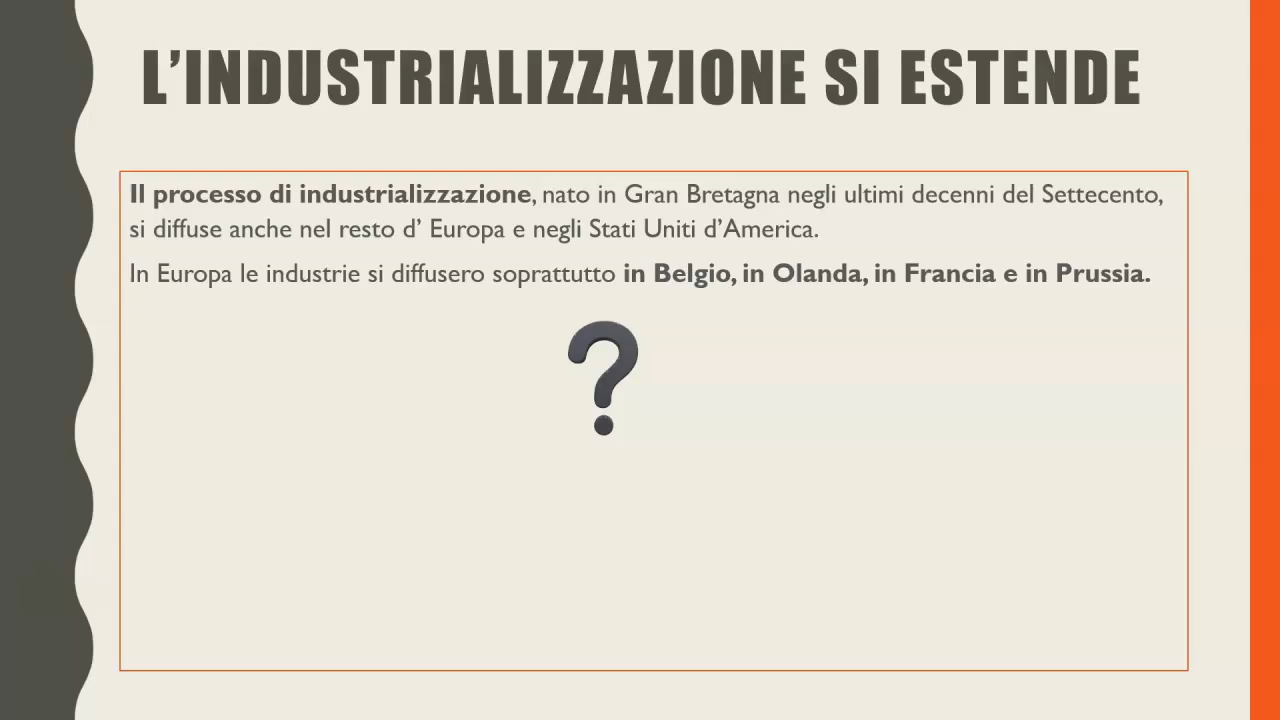 L’INDUSTRIALIZZAZIONE SI ESTENDE
Il processo di industrializzazione, nato in Gran Bretagna negli ultimi decenni del Settecento,
si diffuse anche nel resto d’ Europa e negli Stati Uniti d’America.
In Europa le industrie si diffusero soprattutto in Belgio, in Olanda, in Francia e in Prussia.
?